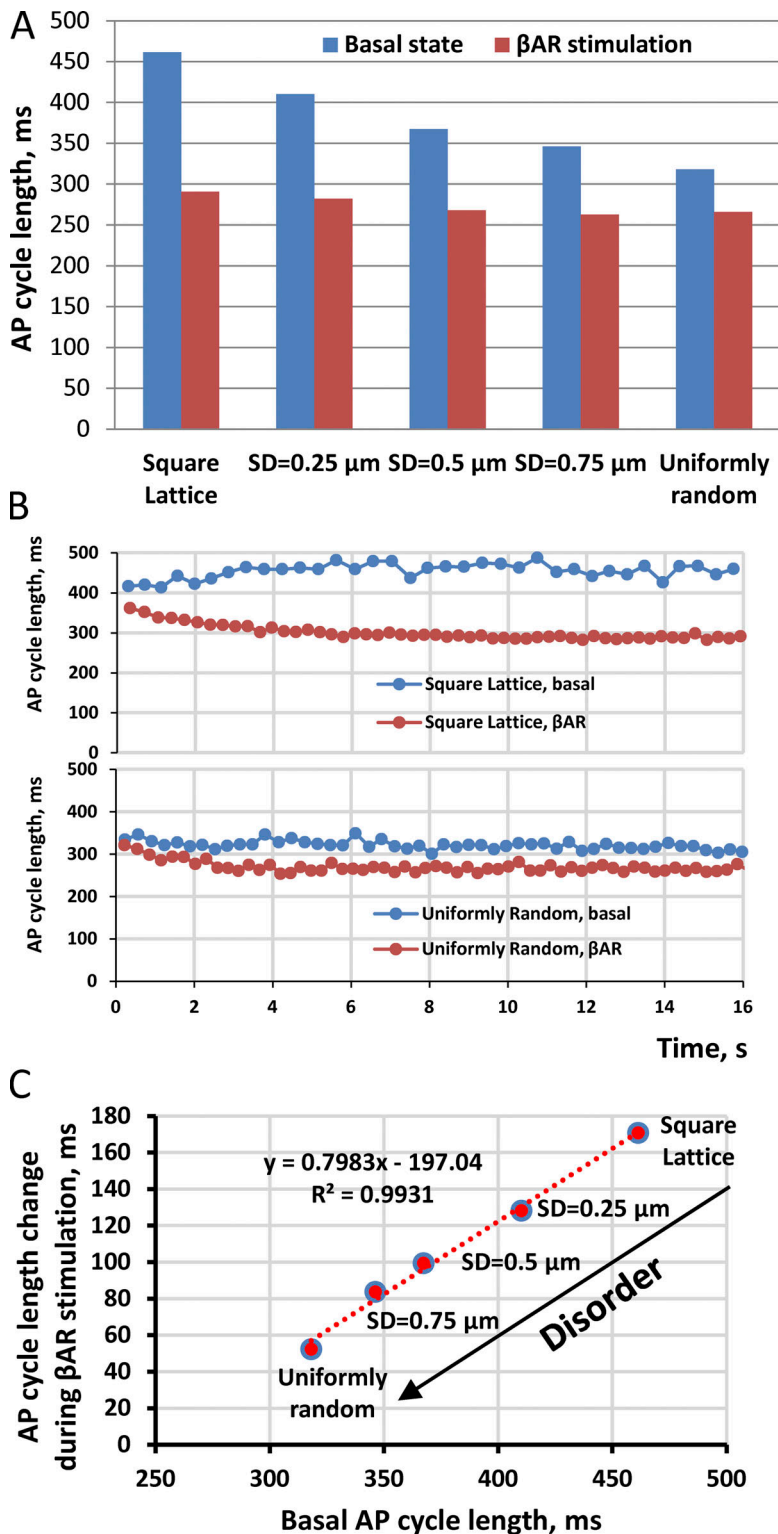 A
AP cycle length, ms
500
450
400
350
300
250
200
150
100
50
0
Basal state
βAR stimulation
Square
Lattice
SD=0.25 µm
SD=0.5 µm
SD=0.75 µm
Uniformly
random
B
AP cycle length, ms
500
400
300
200
100
0
Square Lattice, basal
Square Lattice, βAR
AP cycle length, ms
500
400
300
200
100
0
Uniformly Random, basal
Uniformly Random, βAR
0
2
4
6
8
10
12
14
16
Time, s
C
AP cycle length change
during βAR stimulation, ms
180
160
140
120
100
80
60
40
20
0
y = 0.7983x - 197.04
R² = 0.9931
Square
Lattice
SD=0.25 µm
SD=0.5 µm
SD=0.75 µm
Uniformly
random
Disorder
250
300
350
400
450
500
Basal AP cycle length, ms